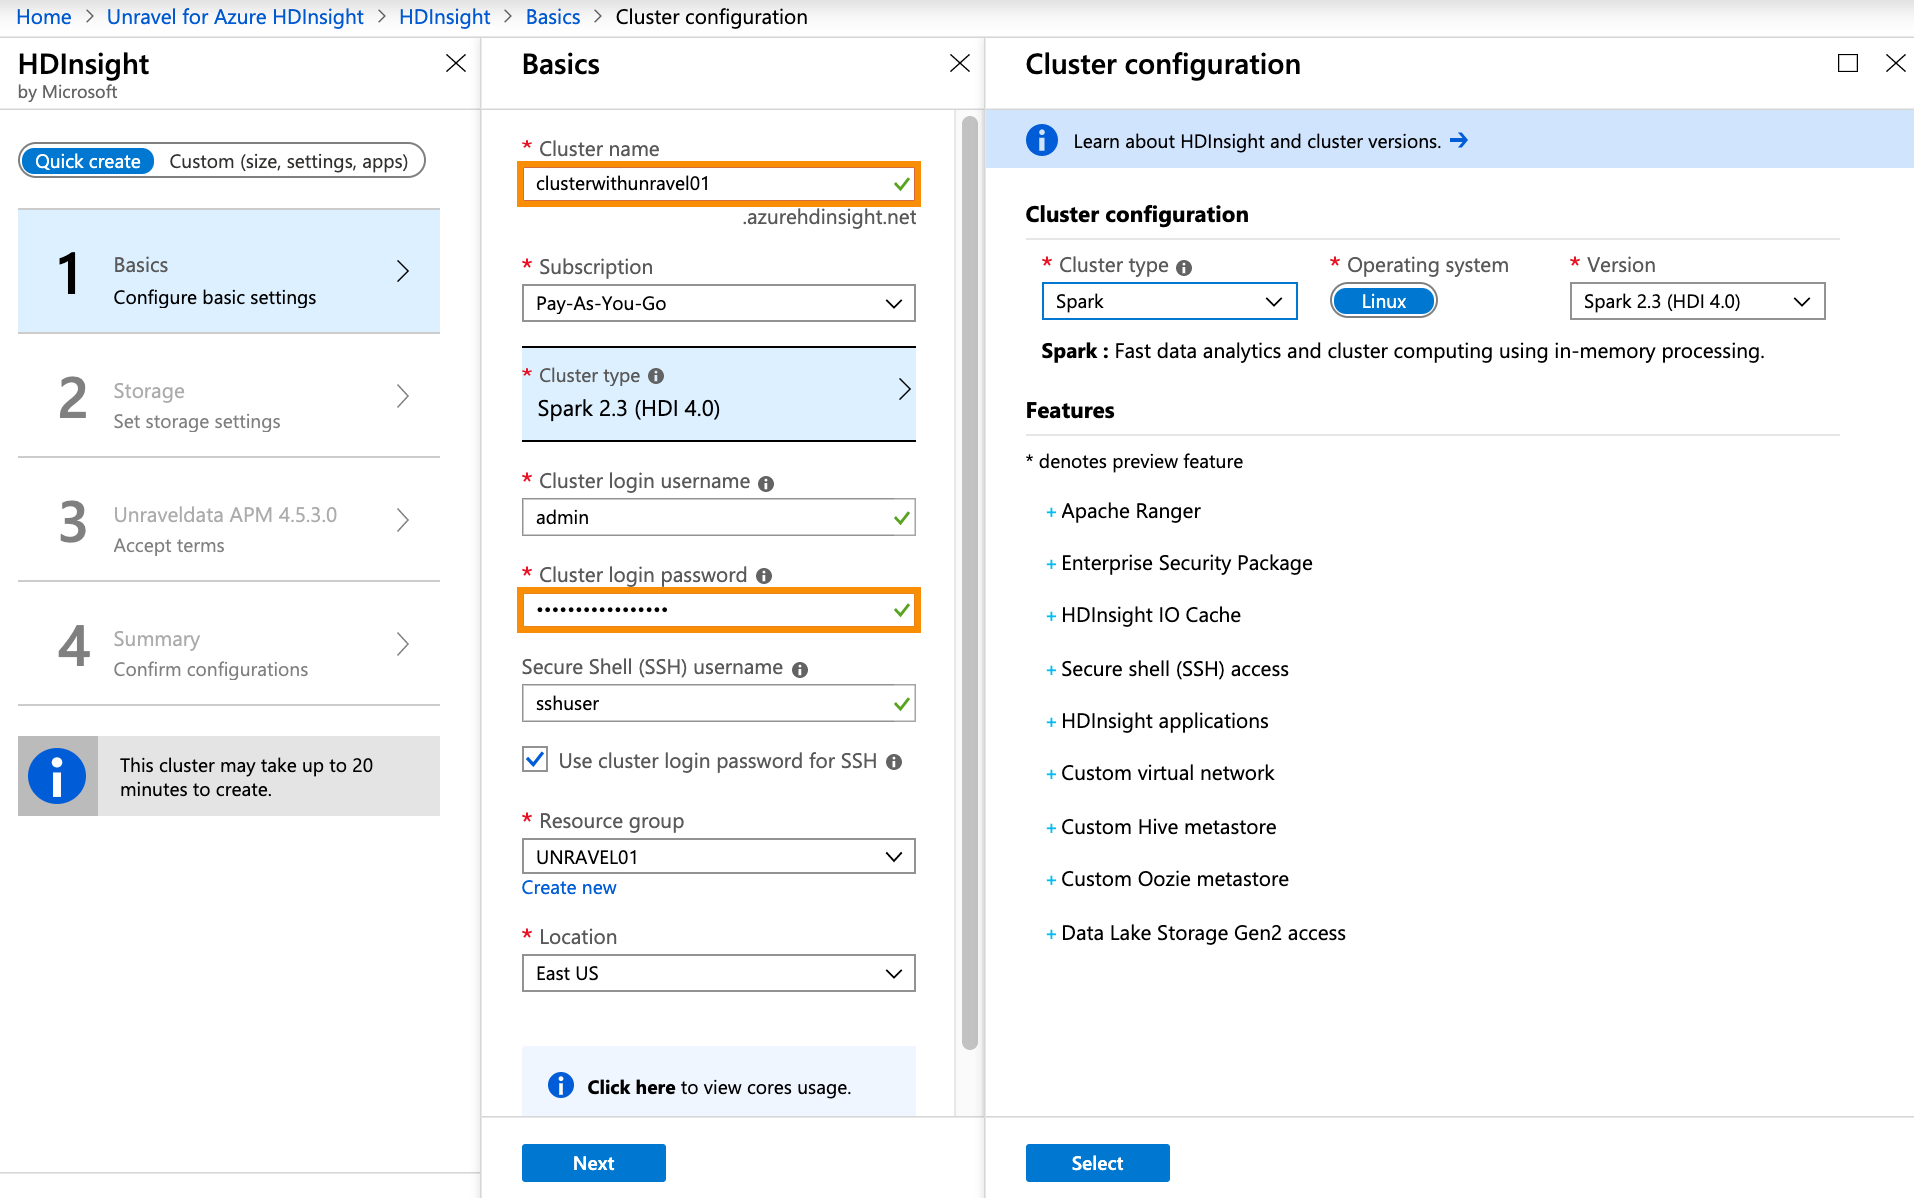 Home > Unravel for Azure HDInsight > HDInsight > Basics > Cluster configuration
HDInsight
by Microsoft
Quick create
Custom (size, settings, apps)
1
Basics
Configure basic settings
2
Storage
Set storage settings
3
Unraveldata APM 4.5.3.0
Accept terms
4
Summary
Confirm configurations
This cluster may take up to 20
minutes to create.
Basics
* Cluster name
clusterwithunravel01
.azurehdinsight.net
* Subscription
Pay-As-You-Go
* Cluster type
Spark 2.3 (HDI 4.0)
* Cluster login username
admin
* Cluster login password
•••••••••••••••••
Secure Shell (SSH) username
sshuser
Use cluster login password for SSH
* Resource group
UNRAVEL01
Create new
* Location
East US
Click here to view cores usage.
Next
Cluster configuration
Learn about HDInsight and cluster versions. →
Cluster configuration
* Cluster type
Spark
* Operating system
Linux
* Version
Spark 2.3 (HDI 4.0)
Spark : Fast data analytics and cluster computing using in-memory processing.
Features
* denotes preview feature
+ Apache Ranger
+ Enterprise Security Package
+ HDInsight IO Cache
+ Secure shell (SSH) access
+ HDInsight applications
+ Custom virtual network
+ Custom Hive metastore
+ Custom Oozie metastore
+ Data Lake Storage Gen2 access
Select